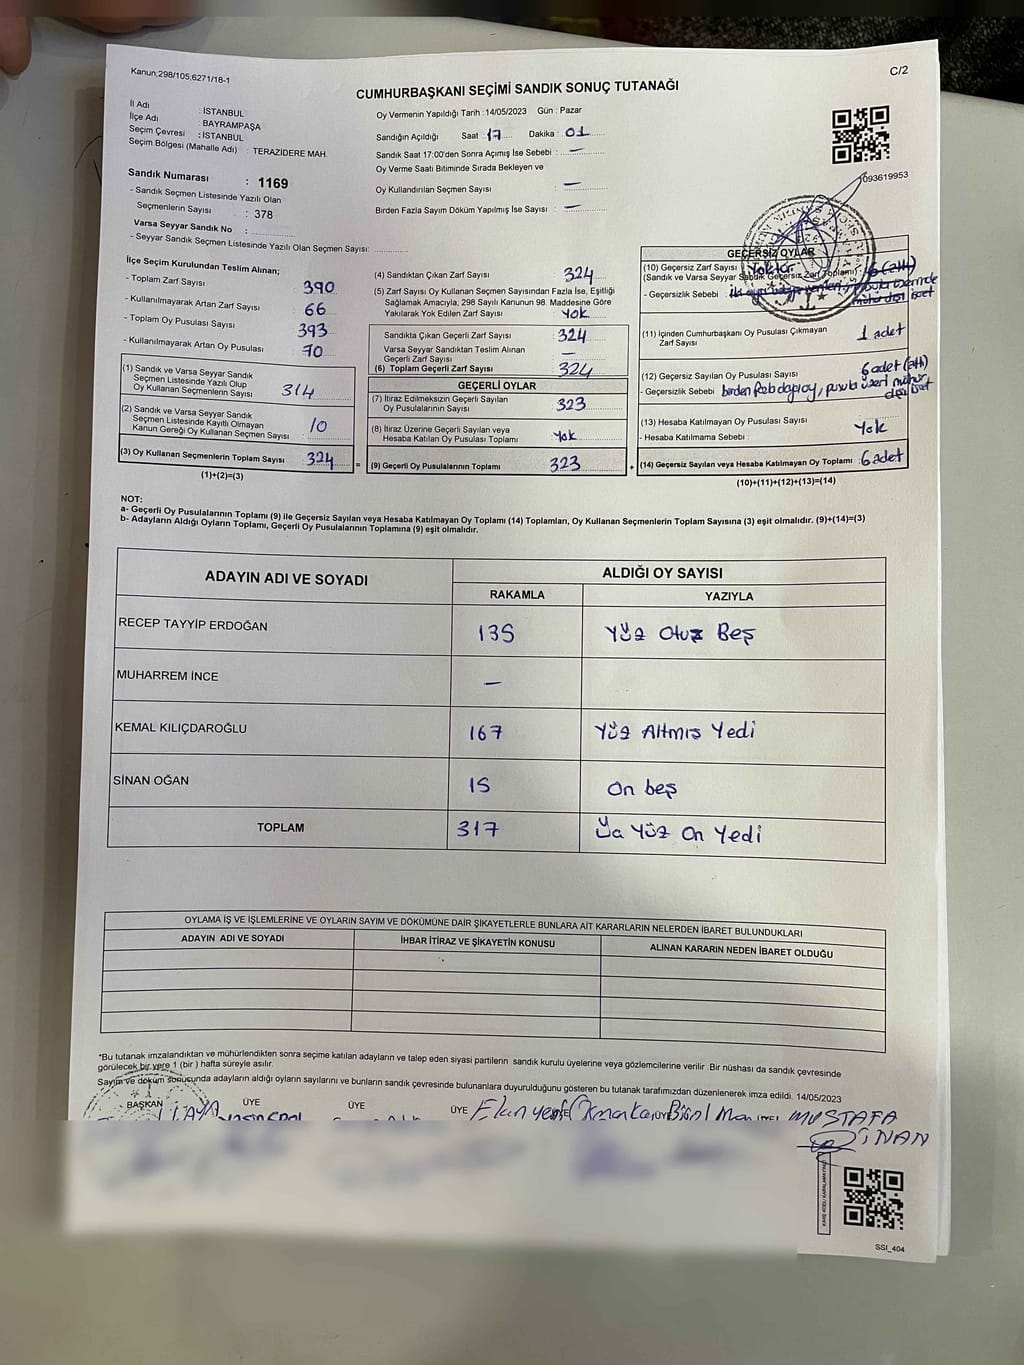 Kanun,298/105,6271/18-1
C/2
CUMHURBAŞKANI SEÇİMİ SANDIK SONUÇ TUTANAĞI
İl Adı : İSTANBUL
İlçe Adı : BAYRAMPAŞA
Seçim Çevresi : İSTANBUL
Seçim Bölgesi (Mahalle Adı) : TERAZİDERE MAH.
Sandık Numarası : 1169
- Sandık Seçmen Listesinde Yazılı Olan
Seçmenlerin Sayısı : 378
Varsa Seyyar Sandık No :
- Seyyar Sandık Seçmen Listesinde Yazılı Olan Seçmen Sayısı:
Oy Vermenin Yapıldığı Tarih :14/05/2023 Gün : Pazar
Sandığın Açıldığı Saat 17 Dakika : 01
Sandık Saat 17:00'den Sonra Açımış İse Sebebi : —
Oy Verme Saati Bitiminde Sırada Bekleyen ve
Oy Kullandırılan Seçmen Sayısı : —
Birden Fazla Sayım Döküm Yapılmış İse Sayısı : —
093619953
İlçe Seçim Kurulundan Teslim Alınan;
- Toplam Zarf Sayısı 390
- Kullanılmayarak Artan Zarf Sayısı 66
- Toplam Oy Pusulası Sayısı 393
- Kullanılmayarak Artan Oy Pusulası 70
(1) Sandık ve Varsa Seyyar Sandık
Seçmen Listesinde Yazılı Olup
Oy Kullanan Seçmenlerin Sayısı 314
(2) Sandık ve Varsa Seyyar Sandık
Seçmen Listesinde Kayıtlı Olmayan
Kanun Gereği Oy Kullanan Seçmen Sayısı 10
(3) Oy Kullanan Seçmenlerin Toplam Sayısı 324
(1)+(2)=(3)
(4) Sandıktan Çıkan Zarf Sayısı 324
(5) Zarf Sayısı Oy Kullanan Seçmen Sayısından Fazla İse, Eşitliği
Sağlamak Amacıyla, 298 Sayılı Kanunun 98. Maddesine Göre
Yakılarak Yok Edilen Zarf Sayısı Yok
Sandıkta Çıkan Geçerli Zarf Sayısı 324
Varsa Seyyar Sandıktan Teslim Alınan
Geçerli Zarf Sayısı —
(6) Toplam Geçerli Zarf Sayısı 324
GEÇERLİ OYLAR
(7) İtiraz Edilmeksizin Geçerli Sayılan
Oy Pusulalarının Sayısı 323
(8) İtiraz Üzerine Geçerli Sayılan veya
Hesaba Katılan Oy Pusulası Toplamı Yok
= (9) Geçerli Oy Pusulalarının Toplamı 323
GEÇERSİZ OYLAR
(10) Geçersiz Zarf Sayısı Yoktur 6 (altı)
(Sandık ve Varsa Seyyar Sandık Geçersiz Zarf Toplamı)
- Geçersizlik Sebebi :
(11) İçinden Cumhurbaşkanı Oy Pusulası Çıkmayan
Zarf Sayısı 1 adet
(12) Geçersiz Sayılan Oy Pusulası Sayısı 6 adet (altı)
- Geçersizlik Sebebi birden
(13) Hesaba Katılmayan Oy Pusulası Sayısı Yok
- Hesaba Katılmama Sebebi :
+ (14) Geçersiz Sayılan veya Hesaba Katılmayan Oy Toplamı : 6 adet
(10)+(11)+(12)+(13)=(14)
NOT:
a- Geçerli Oy Pusulalarının Toplamı (9) ile Geçersiz Sayılan veya Hesaba Katılmayan Oy Toplamı (14) Toplamları, Oy Kullanan Seçmenlerin Toplam Sayısına (3) eşit olmalıdır. (9)+(14)=(3)
b- Adayların Aldığı Oyların Toplamı, Geçerli Oy Pusulalarının Toplamına (9) eşit olmalıdır.
ADAYIN ADI VE SOYADI ALDIĞI OY SAYISI
RAKAMLA YAZIYLA
RECEP TAYYİP ERDOĞAN 135 Yüz Otuz Beş
MUHARREM İNCE —
KEMAL KILIÇDAROĞLU 167 Yüz Altmış Yedi
SİNAN OĞAN 15 On beş
TOPLAM 317 Üç Yüz On Yedi
OYLAMA İŞ VE İŞLEMLERİNE VE OYLARIN SAYIM VE DÖKÜMÜNE DAİR ŞİKAYETLERLE BUNLARA AİT KARARLARIN NELERDEN İBARET BULUNDUKLARI
ADAYIN ADI VE SOYADI İHBAR İTİRAZ VE ŞİKAYETİN KONUSU ALINAN KARARIN NEDEN İBARET OLDUĞU
*Bu tutanak imzalandıktan ve mühürlendikten sonra seçime katılan adayların ve talep eden siyasi partilerin sandık kurulu üyelerine veya gözlemcilerine verilir .Bir nüshası da sandık çevresinde
görülecek bir yere 1 (bir ) hafta süreyle asılır.
Sayım ve döküm sonucunda adayların aldığı oyların sayılarını ve bunların sandık çevresinde bulunanlara duyurulduğunu gösteren bu tutanak tarafımızdan düzenlenerek imza edildi. 14/05/2023
BAŞKAN ÜYE ÜYE ÜYE MUSTAFA
İNAN
SSI_404